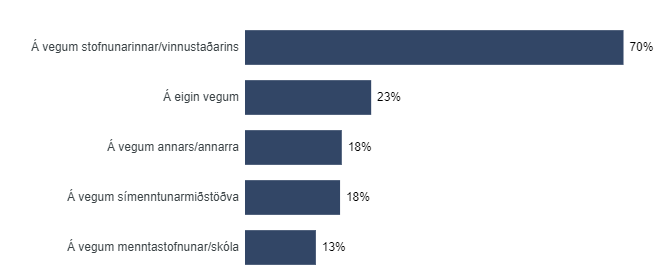 Á vegum stofnunarinnar/vinnustaðarins 70%
Á eigin vegum 23%
Á vegum annars/annarra 18%
Á vegum símenntunarmiðstöðva 18%
Á vegum menntastofnunar/skóla 13%